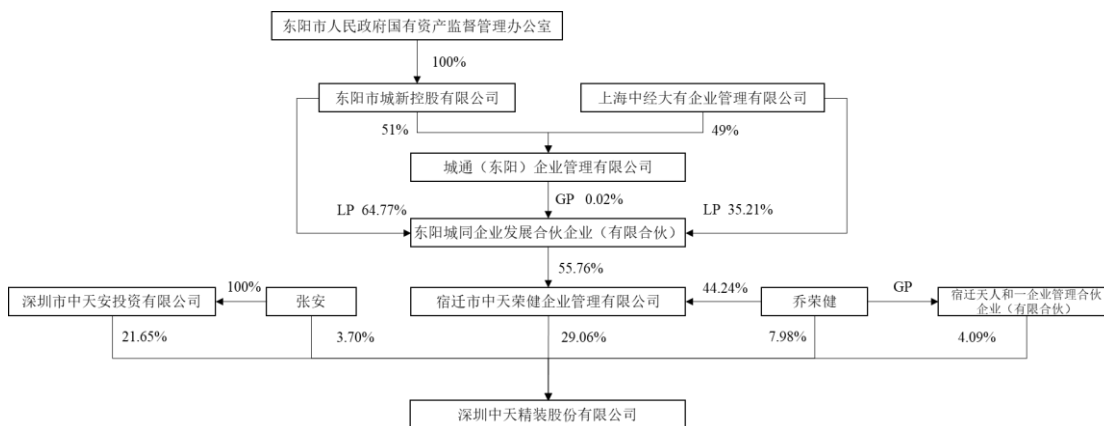 东阳市人民政府国有资产监督管理办公室
100%
东阳市城新控股有限公司
上海中经大有企业管理有限公司
51%
49%
城通（东阳）企业管理有限公司
GP 0.02%
LP 64.77%
LP 35.21%
东阳城同企业发展合伙企业（有限合伙）
55.76%
深圳市中天安投资有限公司
100%
张安
宿迁市中天荣健企业管理有限公司
44.24%
乔荣健
GP
宿迁天人和一企业管理合伙
企业（有限合伙）
21.65%
3.70%
29.06%
7.98%
4.09%
深圳中天精装股份有限公司